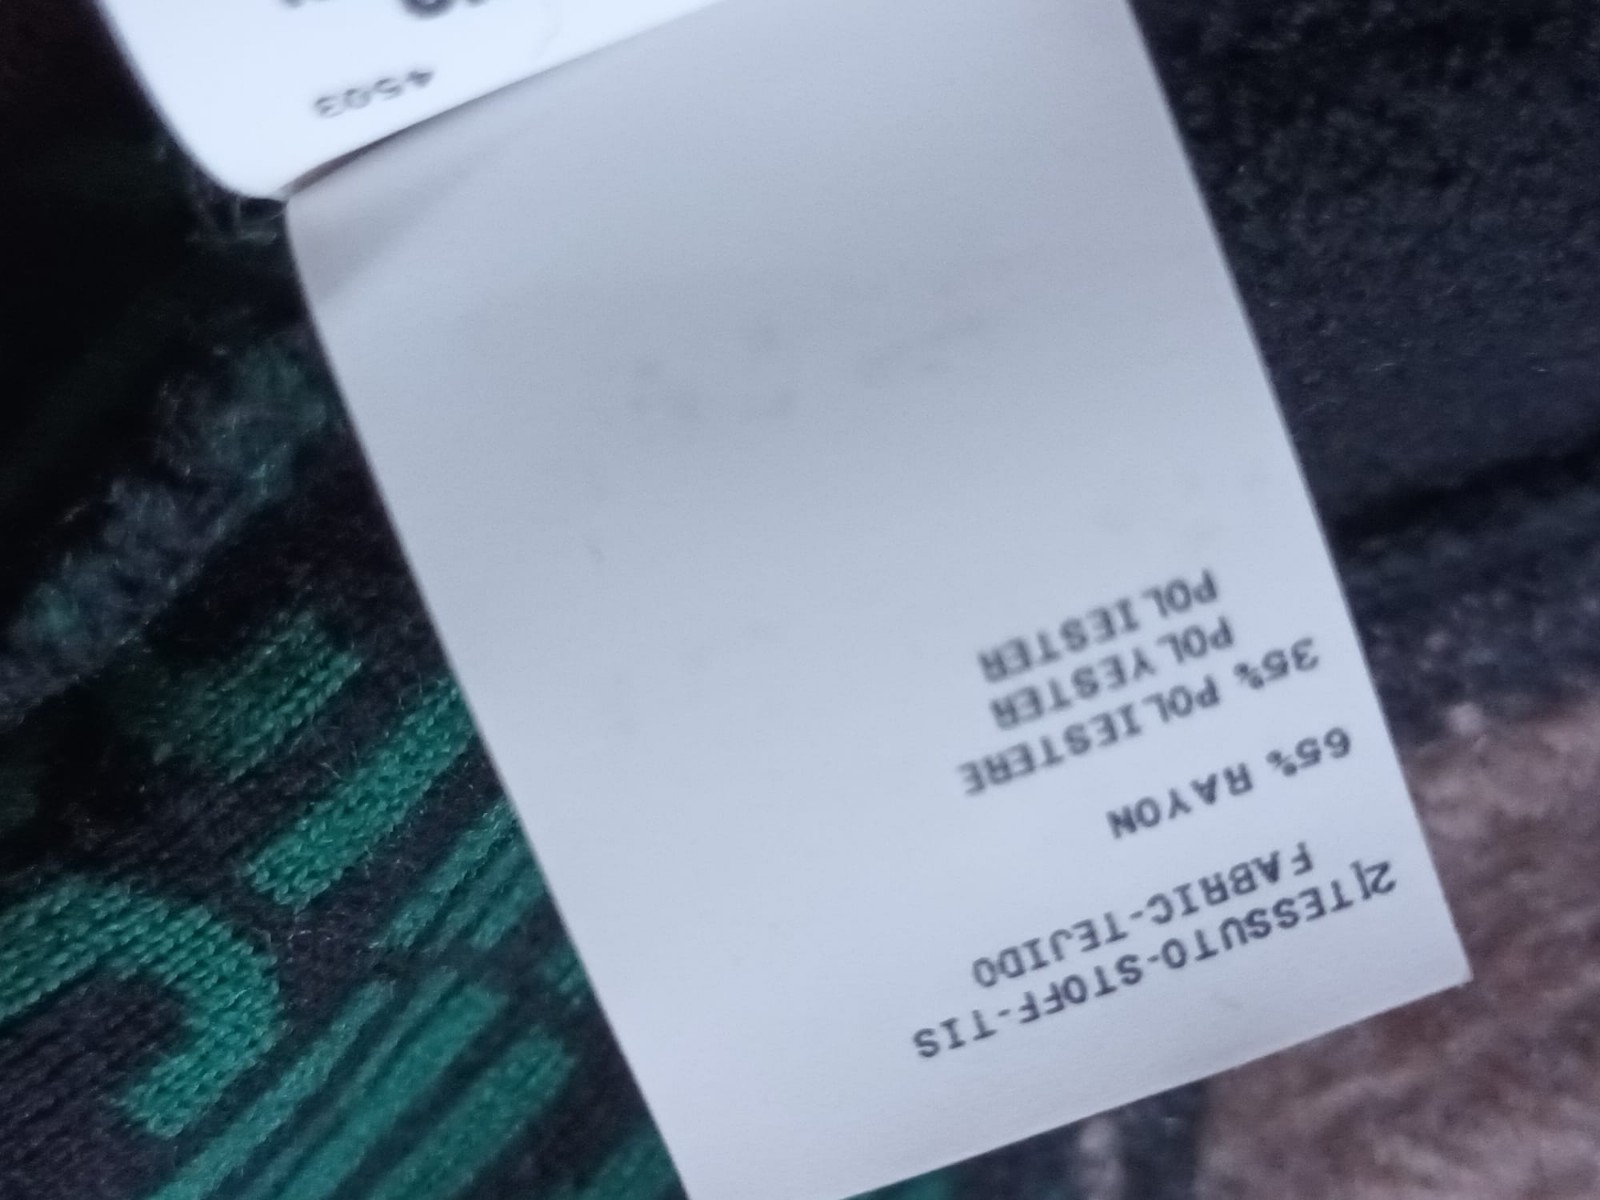 2|TESSUTO-STOFF-TIS
FABRIC-TEJIDO
65% RAYON
35% POLIESTERE
POLYESTER
POLIESTER
4503